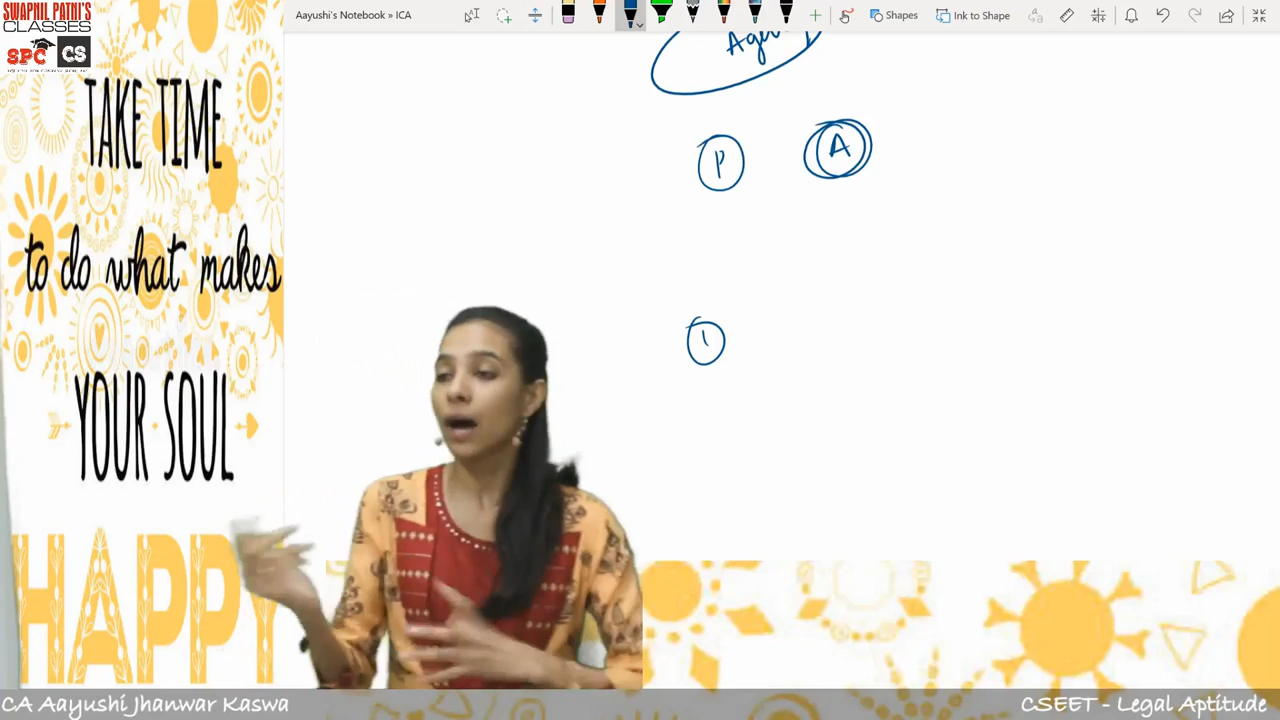 SWAPNIL PATNI'S
CLASSES
SPC CS
TAKE TIME
to do what makes
YOUR SOUL
HAPPY
Aayushi's Notebook » ICA
Shapes
Ink to Shape
P
A
1
CA Aayushi Jhanwar Kaswa
CSEET - Legal Aptitude